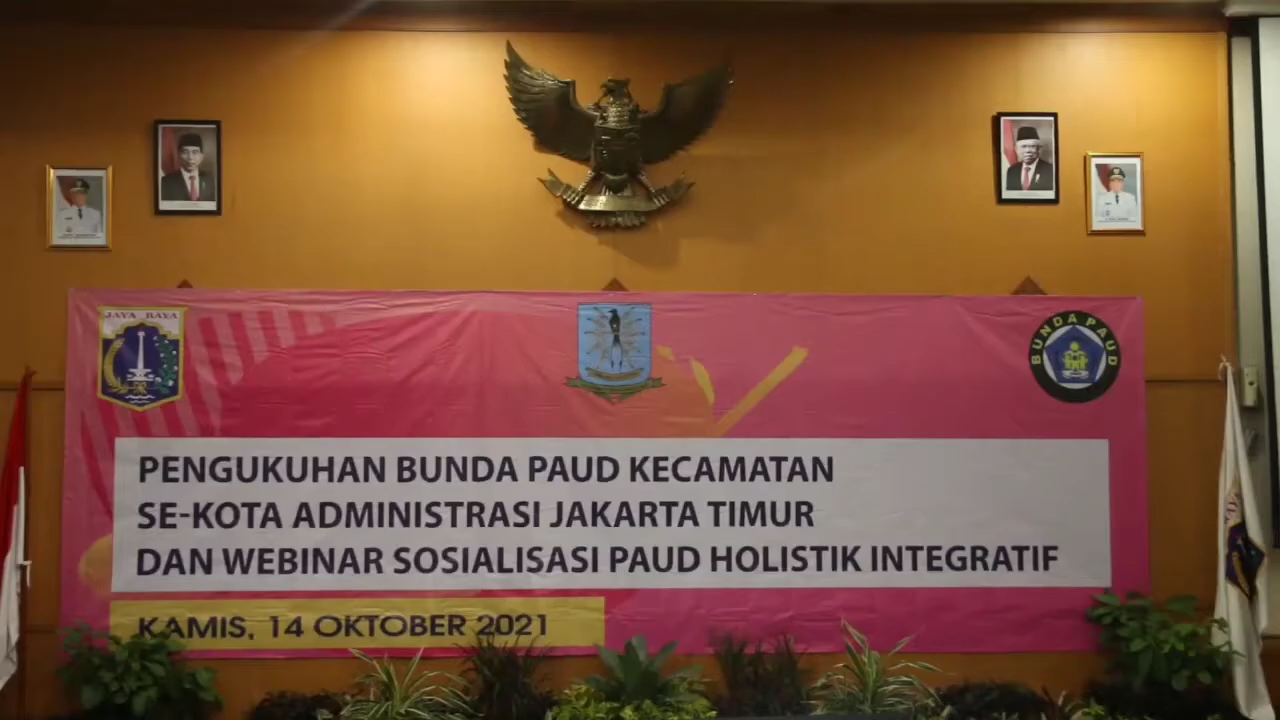 JAYA RAYA
BUNDA PAUD
PENGUKUHAN BUNDA PAUD KECAMATAN
SE-KOTA ADMINISTRASI JAKARTA TIMUR
DAN WEBINAR SOSIALISASI PAUD HOLISTIK INTEGRATIF
KAMIS, 14 OKTOBER 2021